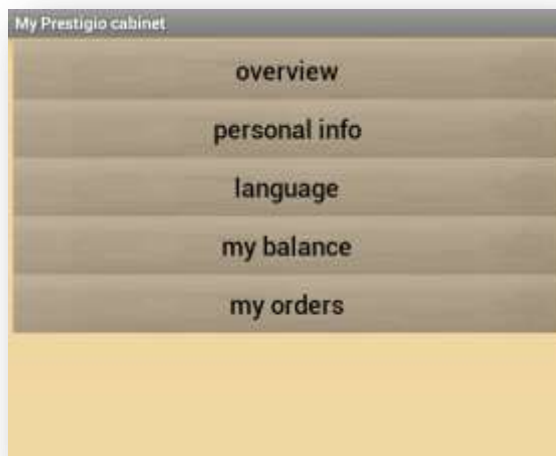 My Prestigio cabinet
overview
personal info
language
my balance
my orders